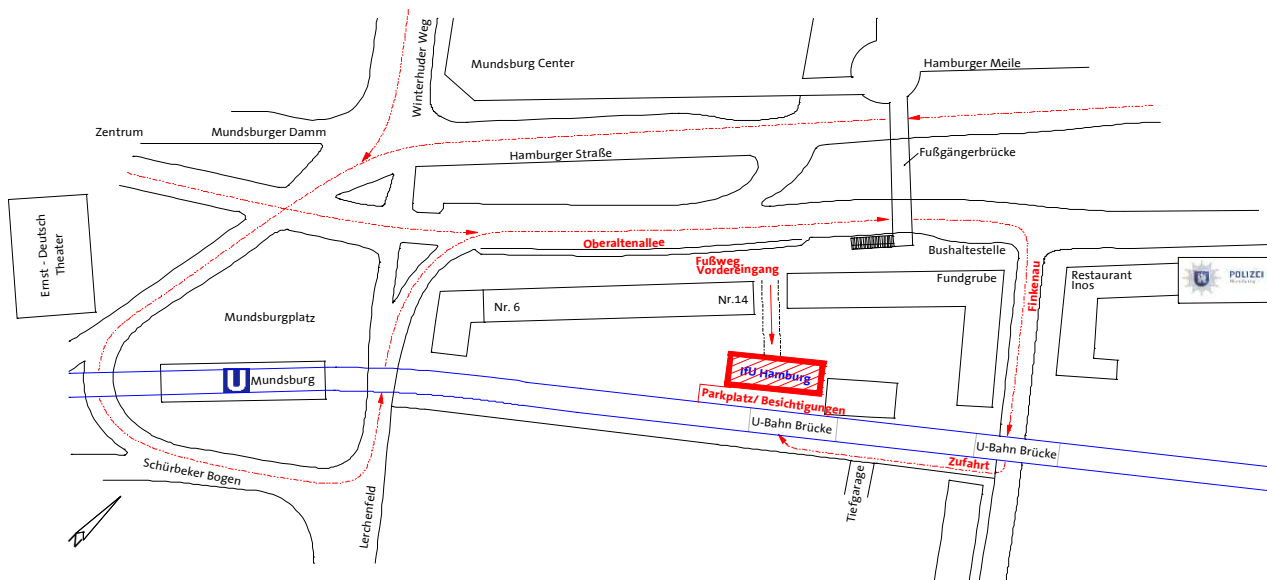 Winterhuder Weg
Mundsburg Center
Hamburger Meile
Zentrum
Mundsburger Damm
Hamburger Straße
Fußgängerbrücke
Ernst - Deutsch
Theater
Oberaltenallee
Bushaltestelle
Fußweg
Vordereingang
Fundgrube
Finkenau
Restaurant
Inos
POLIZEI
Hamburg
Nr. 6
Nr.14
Mundsburgplatz
U
Mundsburg
IfU Hamburg
Parkplatz/ Besichtigungen
U-Bahn Brücke
U-Bahn Brücke
Zufahrt
Schürbeker Bogen
Lerchenfeld
Tiefgarage